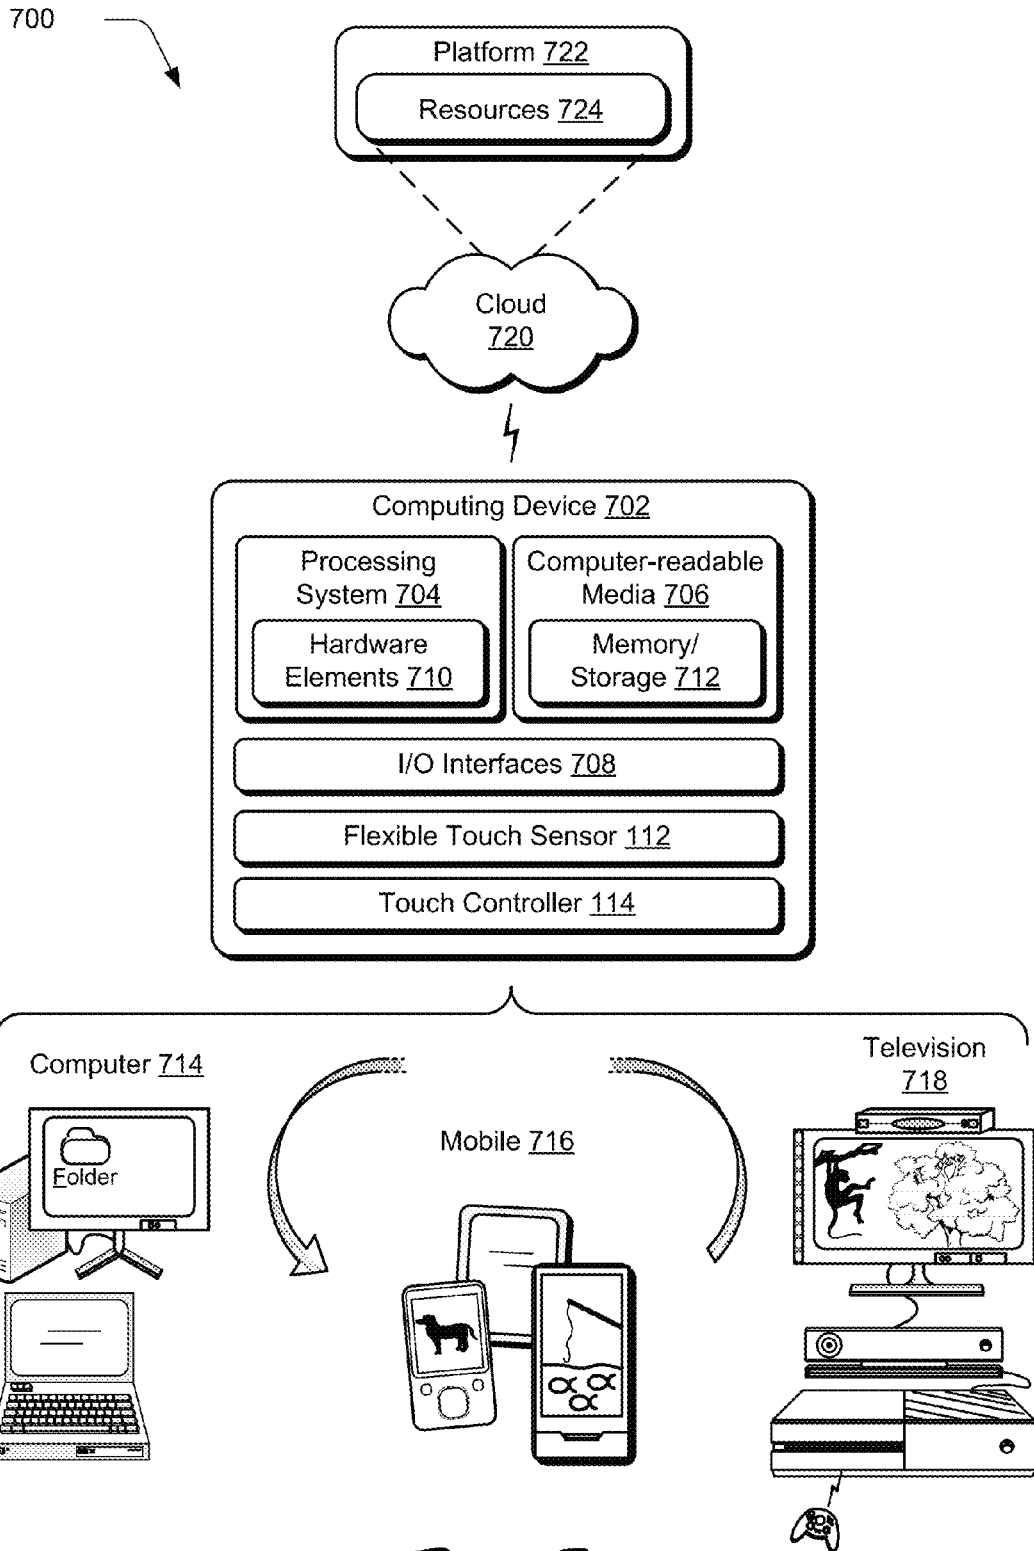 700
Platform 722
Resources 724
Cloud
720
Computing Device 702
Processing
System 704
Hardware
Elements 710
Computer-readable
Media 706
Memory/
Storage 712
I/O Interfaces 708
Flexible Touch Sensor 112
Touch Controller 114
Computer 714
Folder
Mobile 716
Television
718